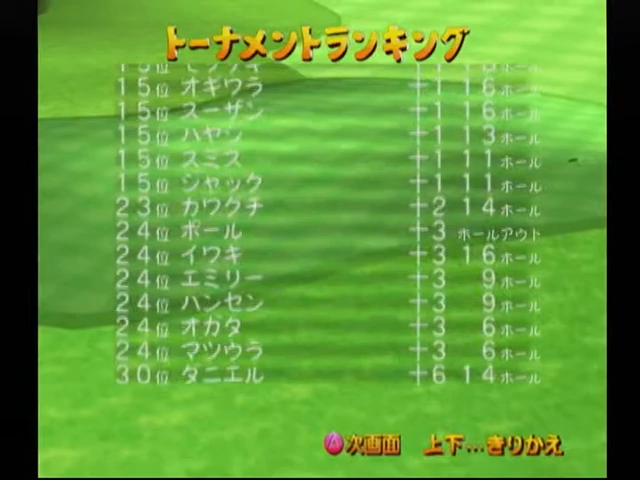 トーナメントランキング
15位 オギワラ +1 16ホール
15位 スーザン +1 16ホール
15位 ハヤシ +1 13ホール
15位 スミス +1 11ホール
15位 ジャック +1 11ホール
23位 カワグチ +2 14ホール
24位 ポール +3 ホールアウト
24位 イワキ +3 16ホール
24位 エミリー +3 9ホール
24位 ハンセン +3 9ホール
24位 オカダ +3 6ホール
24位 マツウラ +3 6ホール
30位 ダニエル +6 14ホール
A次画面 上下…きりかえ